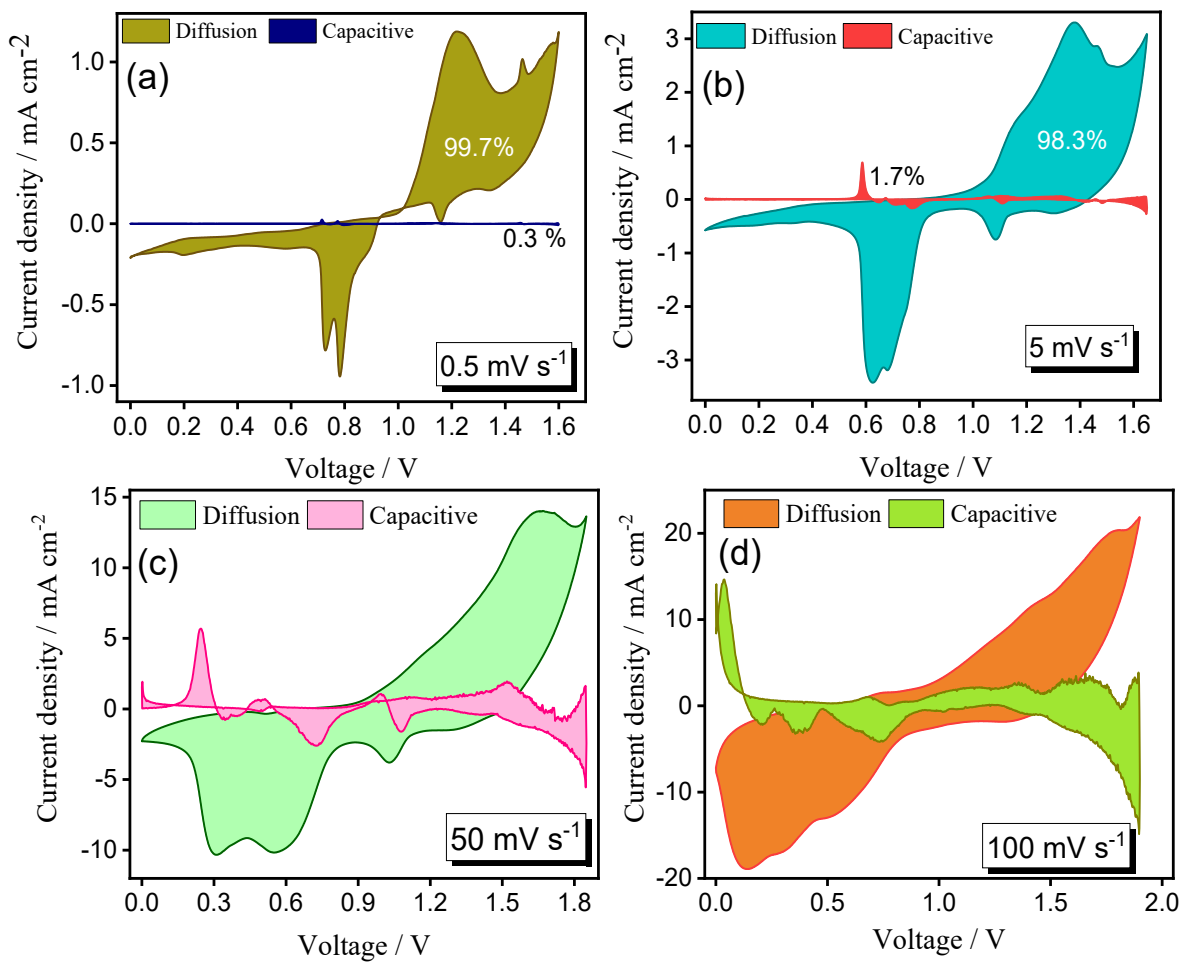 Diffusion Capacitive
(a)
99.7%
0.3 %
0.5 mV s-1
1.0
0.5
0.0
-0.5
-1.0
0.0 0.2 0.4 0.6 0.8 1.0 1.2 1.4 1.6
Current density / mA cm-2
Voltage / V
Diffusion Capacitive
(b)
98.3%
1.7%
5 mV s-1
3
2
1
0
-1
-2
-3
0.0 0.2 0.4 0.6 0.8 1.0 1.2 1.4 1.6
Current density / mA cm-2
Voltage / V
Diffusion Capacitive
(c)
50 mV s-1
15
10
5
0
-5
-10
0.0 0.3 0.6 0.9 1.2 1.5 1.8
Current density / mA cm-2
Voltage / V
Diffusion Capacitive
(d)
100 mV s-1
20
10
0
-10
-20
0.0 0.5 1.0 1.5 2.0
Current density / mA cm-2
Voltage / V